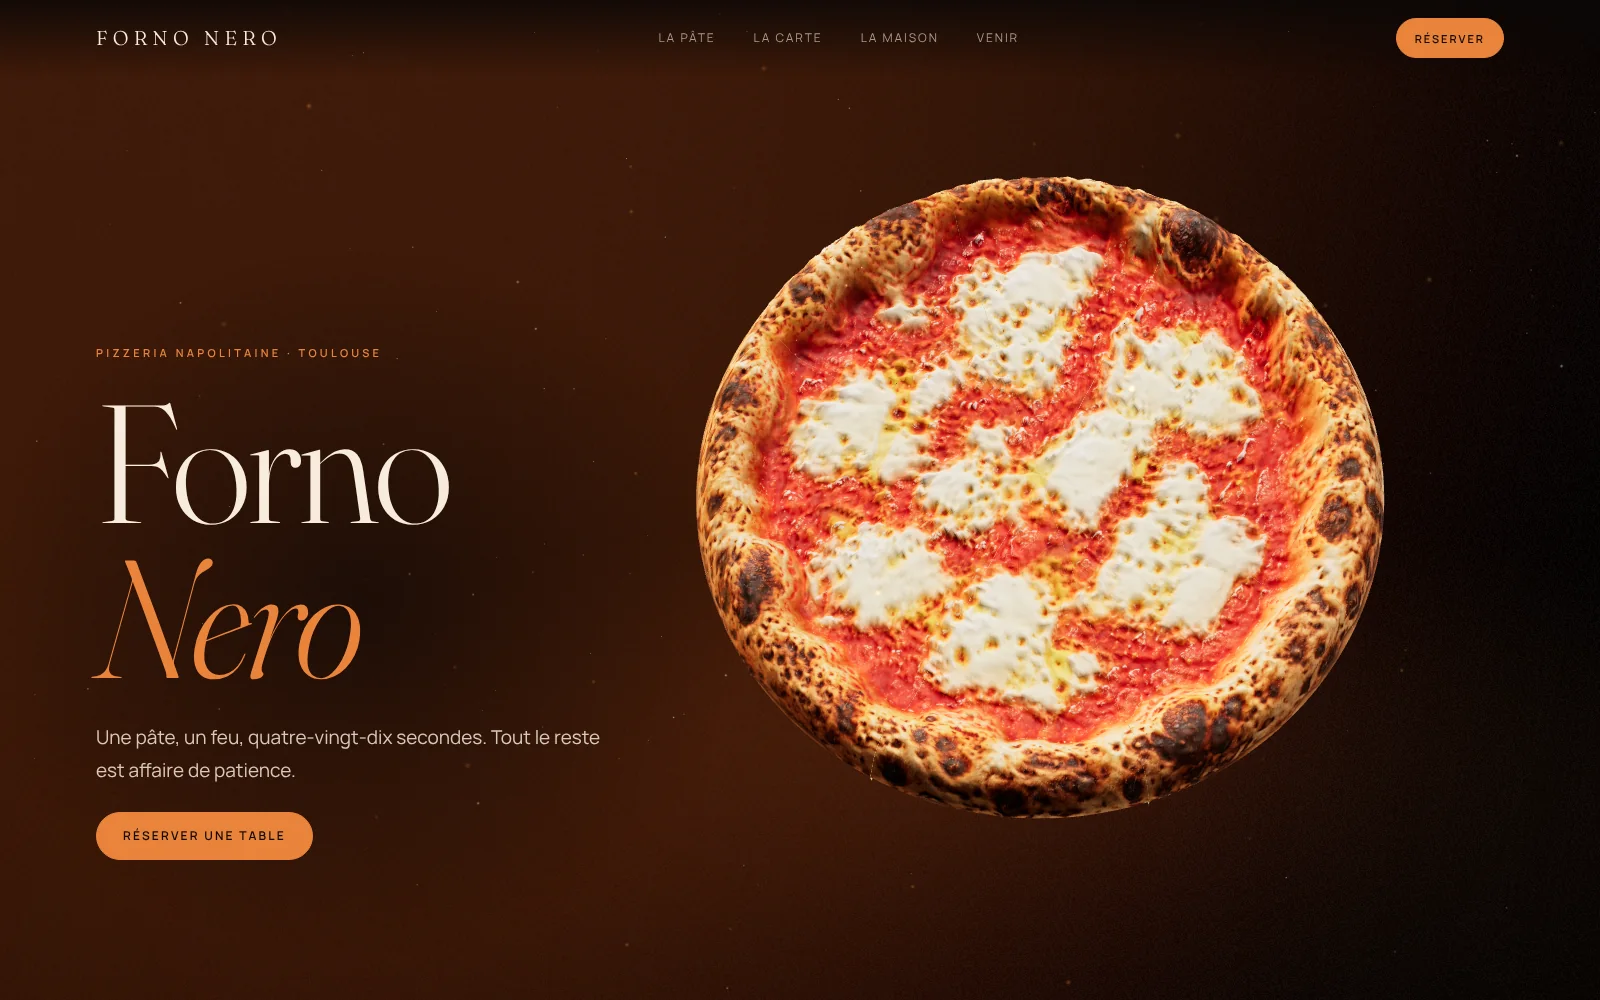 FORNO NERO
LA PÂTE
LA CARTE
LA MAISON
VENIR
RÉSERVER
PIZZERIA NAPOLITAINE · TOULOUSE
Forno
Nero
Une pâte, un feu, quatre-vingt-dix secondes. Tout le reste
est affaire de patience.
RÉSERVER UNE TABLE